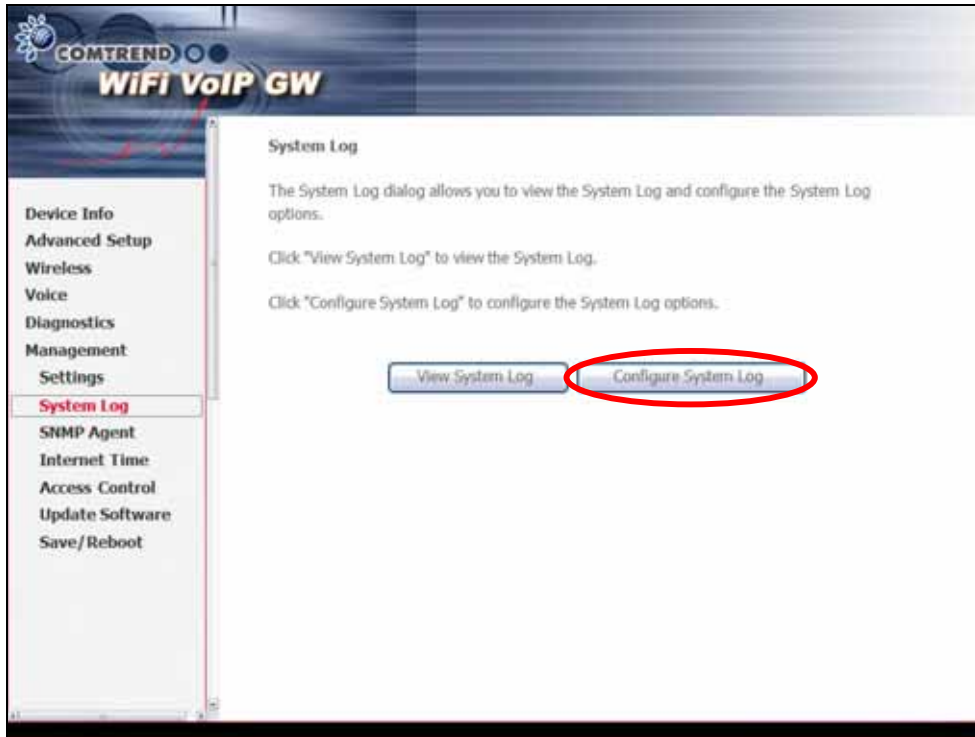 COMTREND
WiFi VoIP GW
Device Info
Advanced Setup
Wireless
Voice
Diagnostics
Management
Settings
System Log
SNMP Agent
Internet Time
Access Control
Update Software
Save/Reboot
System Log
The System Log dialog allows you to view the System Log and configure the System Log
options.
Click "View System Log" to view the System Log.
Click "Configure System Log" to configure the System Log options.
View System Log
Configure System Log